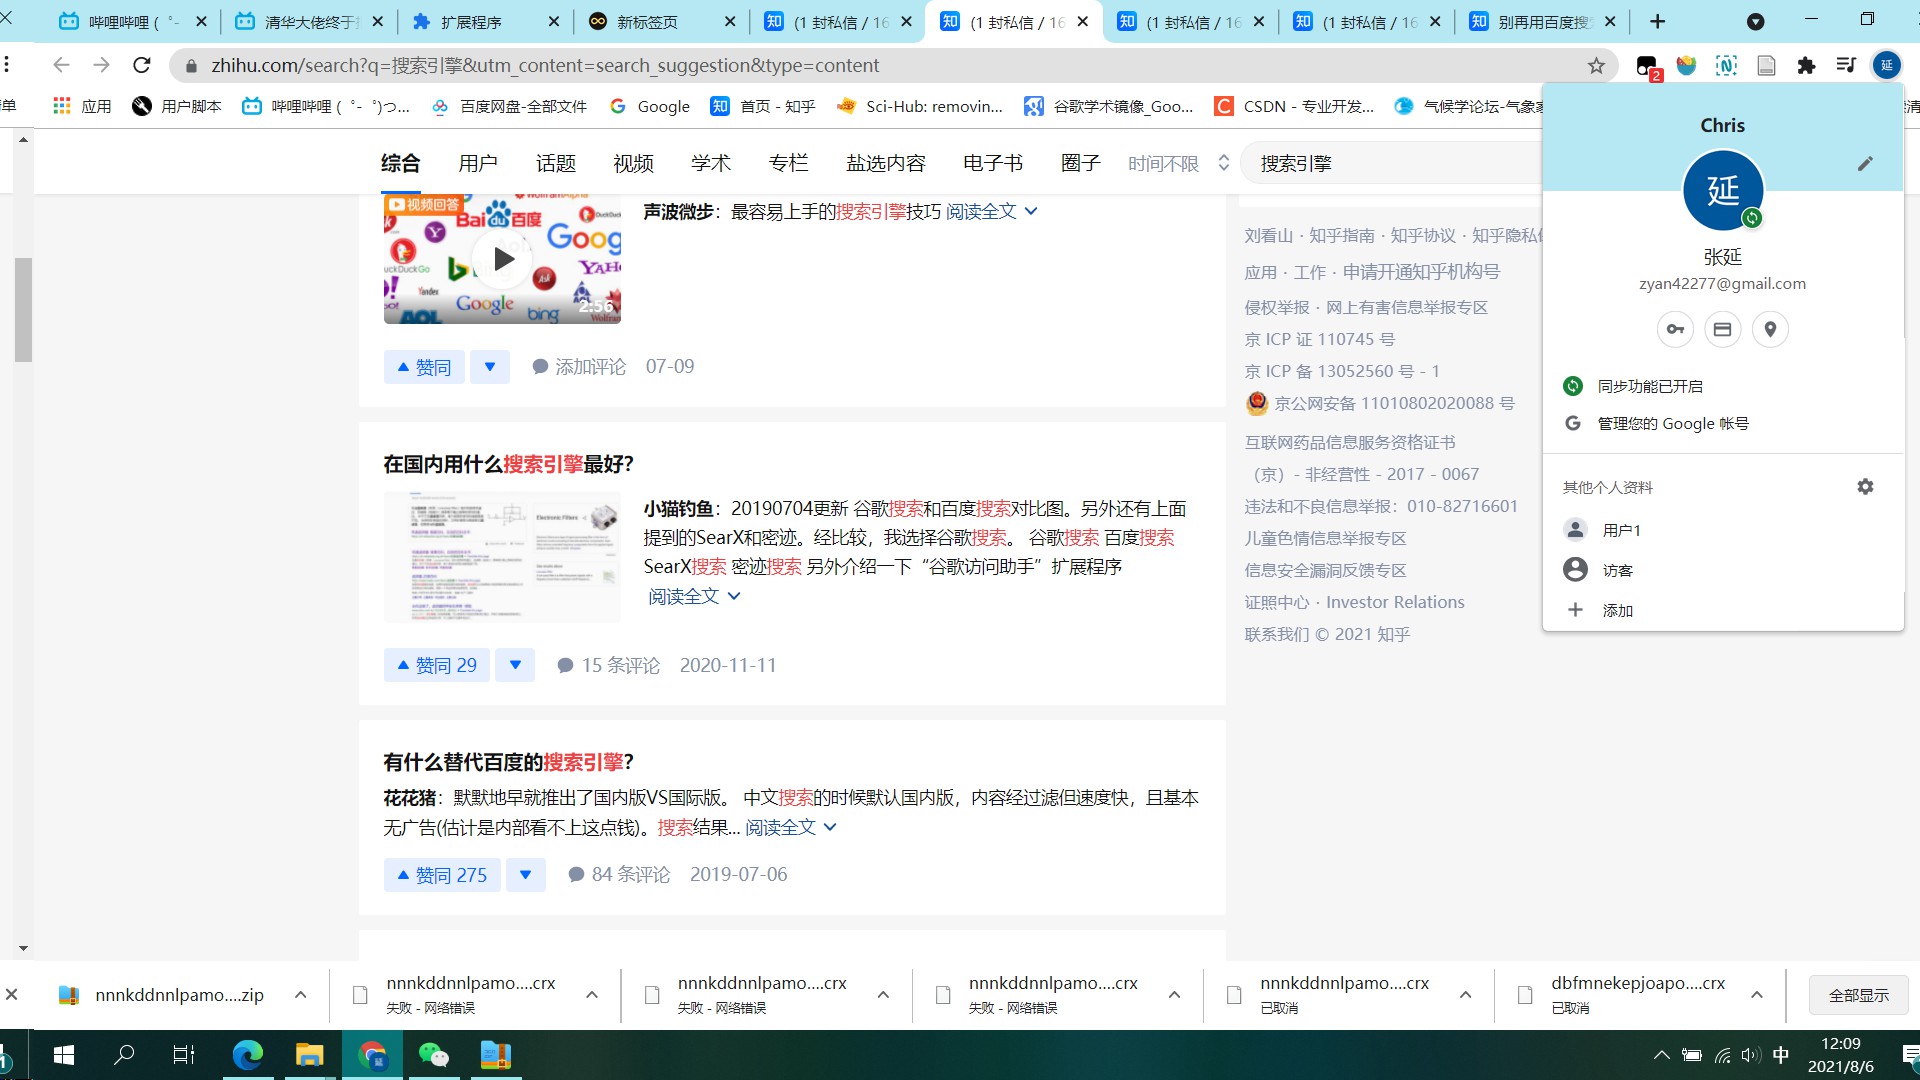 哔哩哔哩 (゜-
清华大佬终于
扩展程序
新标签页
(1 封私信 / 16
(1 封私信 / 16
(1 封私信 / 16
(1 封私信 / 16
别再用百度搜
zhihu.com/search?q=搜索引擎&utm_content=search_suggestion&type=content
2
延
单
应用
用户脚本
哔哩哔哩 (゜-゜)つ...
百度网盘-全部文件
Google
首页 - 知乎
Sci-Hub: removin...
谷歌学术镜像_Goo...
CSDN - 专业开发...
气候学论坛-气象家
清
综合
用户
话题
视频
学术
专栏
盐选内容
电子书
圈子
时间不限
搜索引擎
视频回答
Baidu百度
DuckDuckGo
Google
YAHOO
Yandex
Google
AOL
bing
Wolfram
2:56
声波微步：最容易上手的搜索引擎技巧 阅读全文
赞同
添加评论
07-09
在国内用什么搜索引擎最好？
小猫钓鱼：20190704更新 谷歌搜索和百度搜索对比图。另外还有上面
提到的SearX和密迹。经比较，我选择谷歌搜索。 谷歌搜索 百度搜索
SearX搜索 密迹搜索 另外介绍一下“谷歌访问助手”扩展程序
阅读全文
赞同 29
15 条评论
2020-11-11
有什么替代百度的搜索引擎？
花花猪：默默地早就推出了国内版VS国际版。 中文搜索的时候默认国内版，内容经过滤但速度快，且基本
无广告(估计是内部看不上这点钱)。搜索结果... 阅读全文
赞同 275
84 条评论
2019-07-06
刘看山 · 知乎指南 · 知乎协议 · 知乎隐私
应用 · 工作 · 申请开通知乎机构号
侵权举报 · 网上有害信息举报专区
京 ICP 证 110745 号
京 ICP 备 13052560 号 - 1
京公网安备 11010802020088 号
互联网药品信息服务资格证书
（京）- 非经营性 - 2017 - 0067
违法和不良信息举报：010-82716601
儿童色情信息举报专区
信息安全漏洞反馈专区
证照中心 · Investor Relations
联系我们 © 2021 知乎
Chris
延
张延
zyan42277@gmail.com
同步功能已开启
管理您的 Google 帐号
其他个人资料
用户1
访客
添加
nnnkddnnlpamo....zip
nnnkddnnlpamo....crx
失败 - 网络错误
nnnkddnnlpamo....crx
失败 - 网络错误
nnnkddnnlpamo....crx
失败 - 网络错误
nnnkddnnlpamo....crx
已取消
dbfmnekepjoapo....crx
已取消
全部显示
中
12:09
2021/8/6